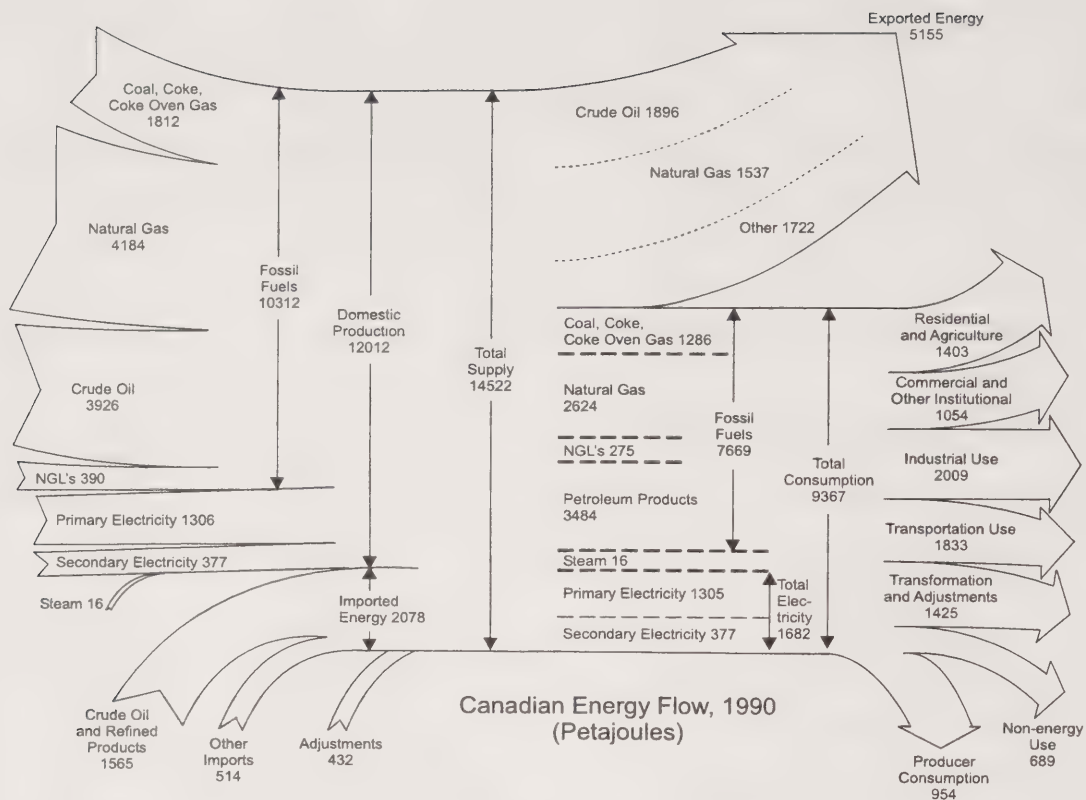 Exported Energy
5155
Coal, Coke,
Coke Oven Gas
1812
Crude Oil 1896
Natural Gas 1537
Natural Gas
4184
Other 1722
Fossil
Fuels
10312
Domestic
Production
12012
Total
Supply
14522
Coal, Coke,
Coke Oven Gas 1286
Residential
and Agriculture
1403
Crude Oil
3926
Natural Gas
2624
Commercial and
Other Institutional
1054
Fossil
Fuels
7669
NGL's 275
Total
Consumption
9367
Industrial Use
2009
NGL's 390
Petroleum Products
3484
Primary Electricity 1306
Transportation Use
1833
Secondary Electricity 377
Steam 16
Steam 16
Imported
Energy 2078
Primary Electricity 1305
Total
Elec-
tricity
1682
Transformation
and Adjustments
1425
Secondary Electricity 377
Crude Oil
and Refined
Products
1565
Other
Imports
514
Adjustments
432
Canadian Energy Flow, 1990
(Petajoules)
Producer
Consumption
954
Non-energy
Use
689